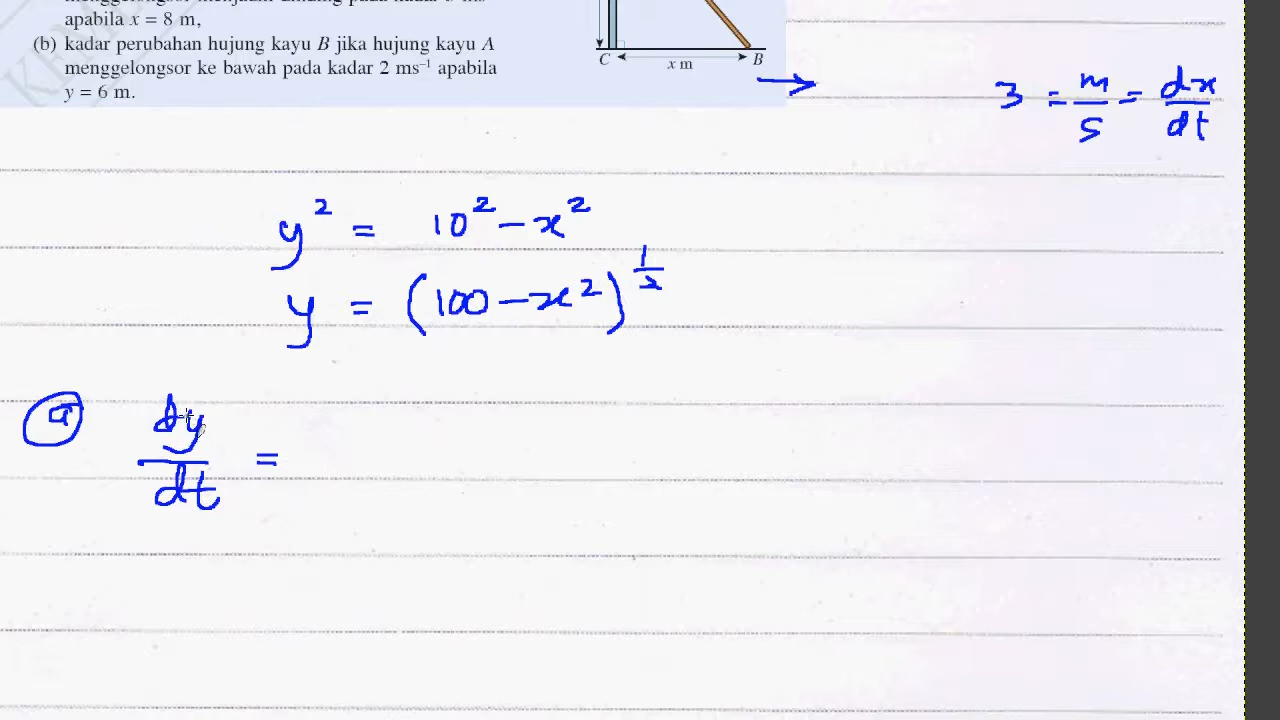 apabila x = 8 m,
(b) kadar perubahan hujung kayu B jika hujung kayu A
menggelongsor ke bawah pada kadar 2 ms⁻¹ apabila
y = 6 m.
C x m B
3 = m/s = dx/dt
y² = 10² − x²
y = (100 − x²)^(1/2)
(a) dy/dt =